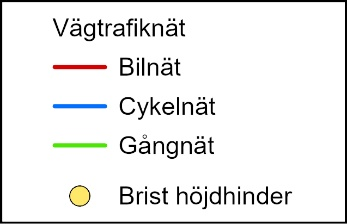 Vägtrafiknät
Bilnät
Cykelnät
Gångnät
Brist höjdhinder